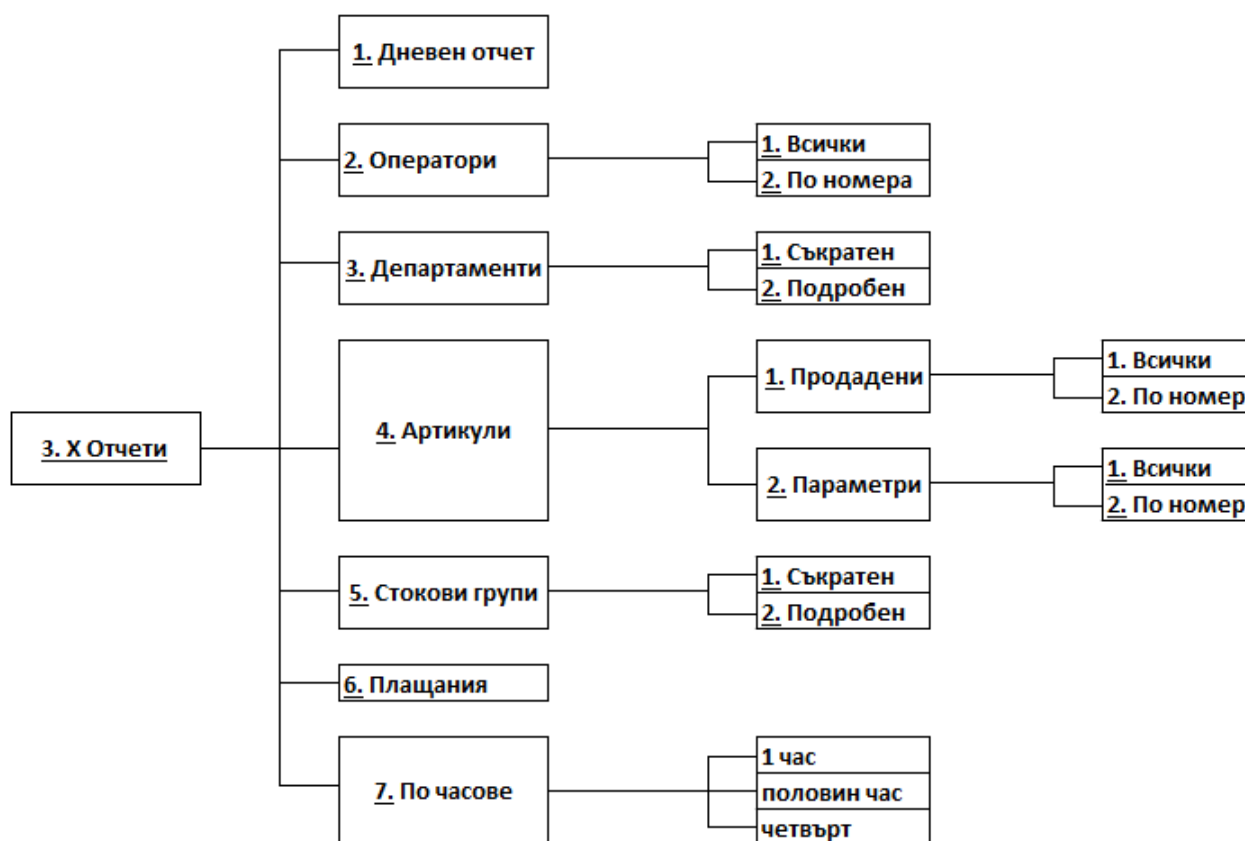 1. Дневен отчет
2. Оператори
1. Всички
2. По номера
3. Департаменти
1. Съкратен
2. Подробен
3. X Отчети
4. Артикули
1. Продадени
1. Всички
2. По номер
2. Параметри
1. Всички
2. По номер
5. Стокови групи
1. Съкратен
2. Подробен
6. Плащания
7. По часове
1 час
половин час
четвърт